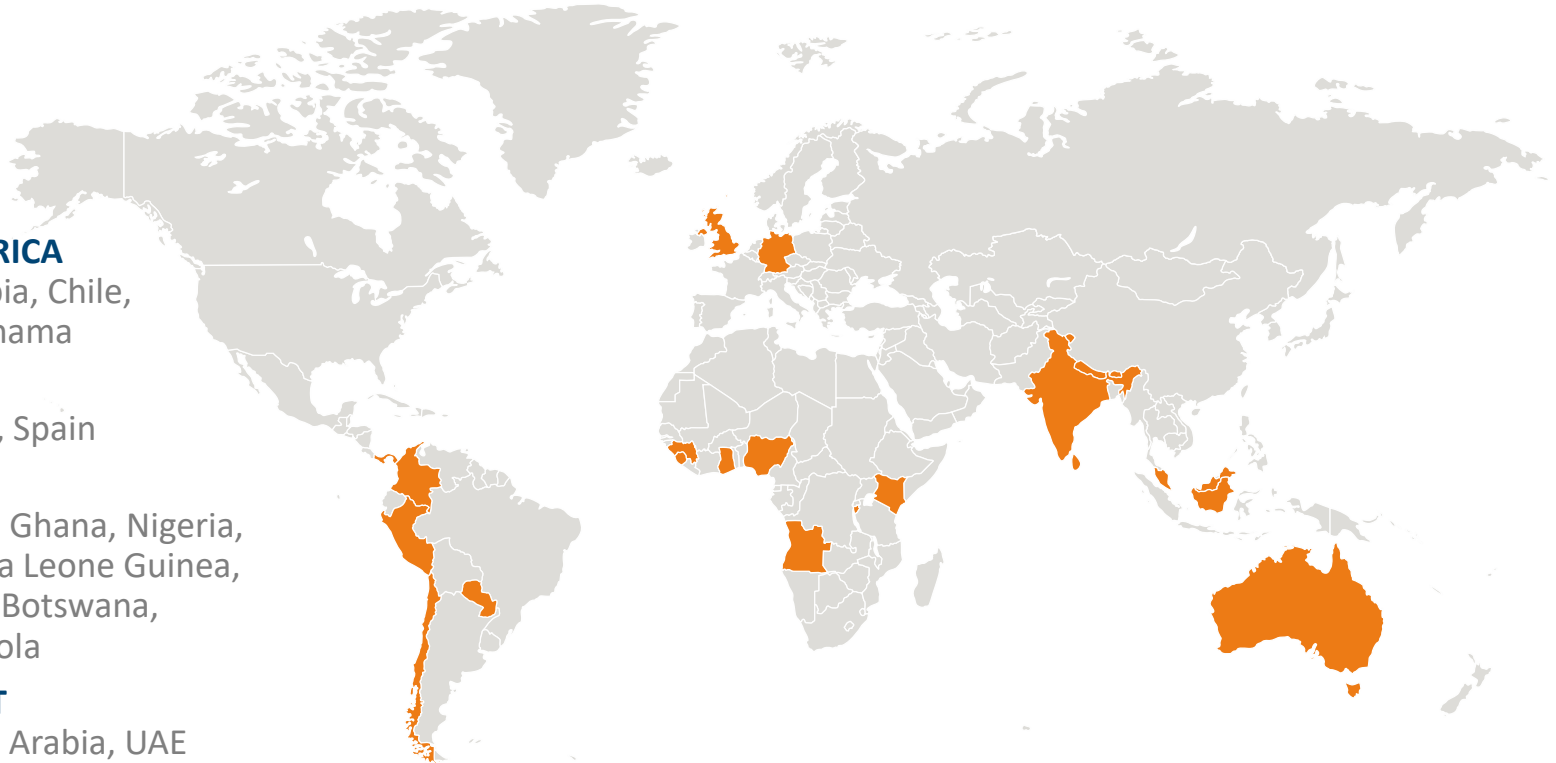 RICA
bia, Chile,
nama
, Spain
Ghana, Nigeria,
a Leone Guinea,
Botswana,
ola
T
Arabia, UAE